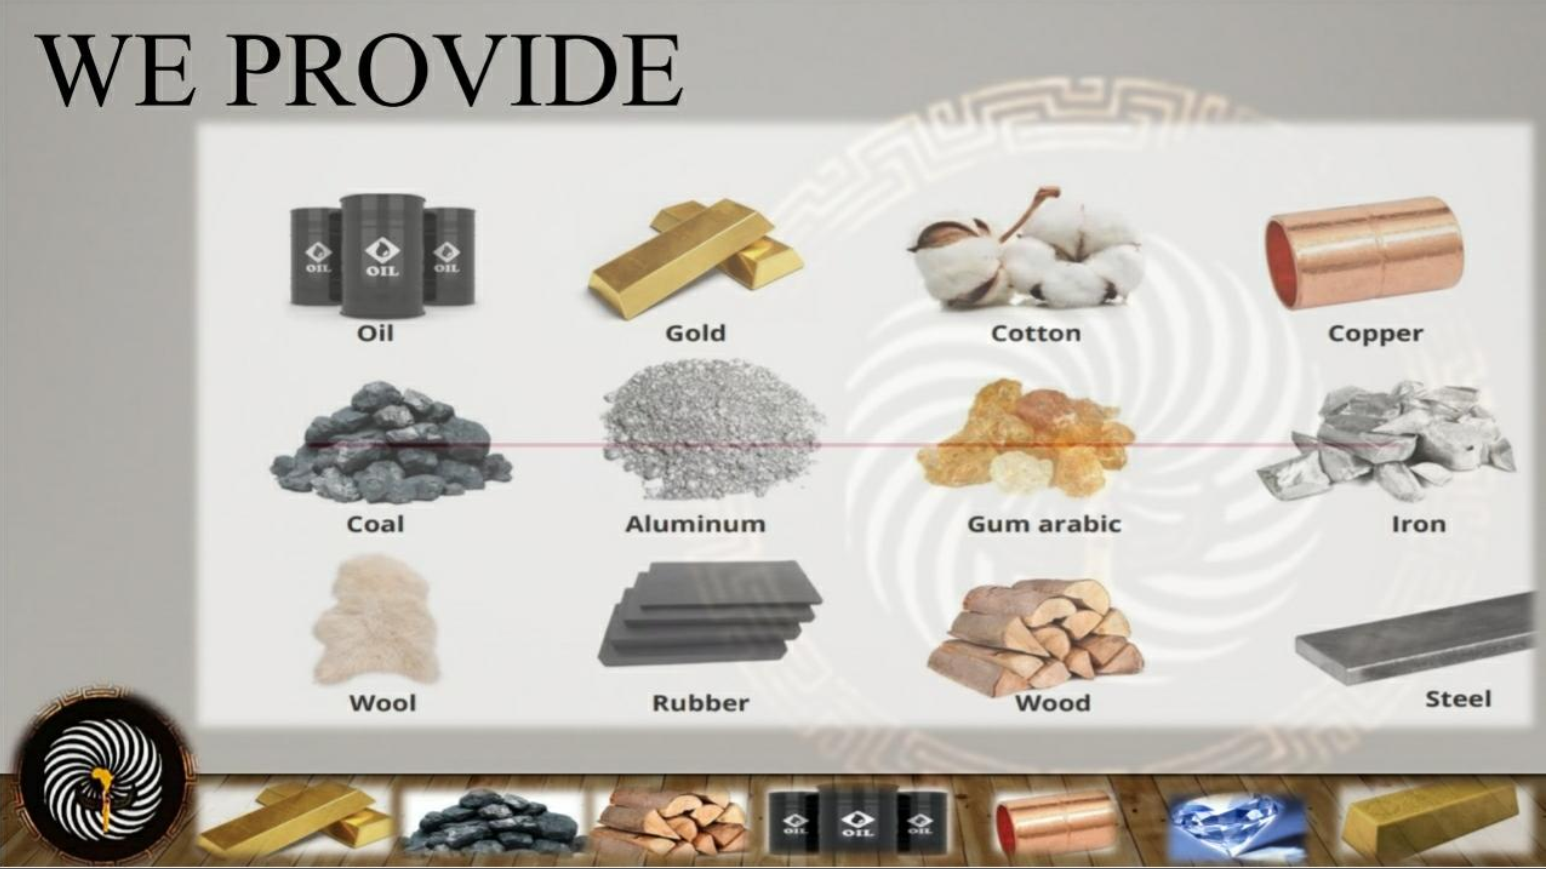 WE PROVIDE
OIL OIL OIL
Oil Gold Cotton Copper
Coal Aluminum Gum arabic Iron
Wool Rubber Wood Steel
OIL OIL OIL